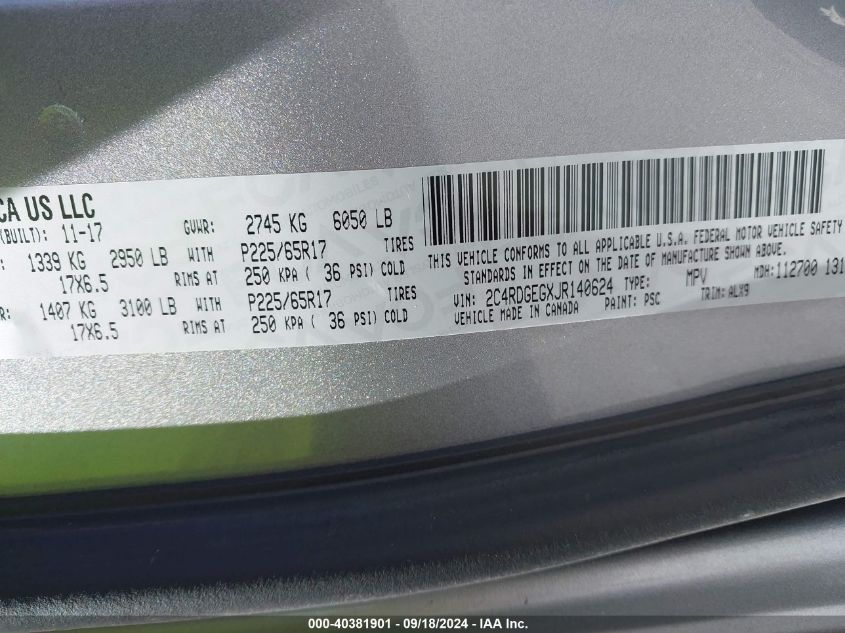 CA US LLC
(BUILT): 11-17 GVWR: 2745 KG 6050 LB
1339 KG 2950 LB WITH P225/65R17 TIRES
17X6.5 RIMS AT 250 KPA ( 36 PSI) COLD
R: 1407 KG 3100 LB WITH P225/65R17 TIRES
17X6.5 RIMS AT 250 KPA ( 36 PSI) COLD
THIS VEHICLE CONFORMS TO ALL APPLICABLE U.S.A. FEDERAL MOTOR VEHICLE SAFETY
STANDARDS IN EFFECT ON THE DATE OF MANUFACTURE SHOWN ABOVE.
VIN: 2C4RDGEGXJR140624 TYPE: MPV MDH: 112700 131
VEHICLE MADE IN CANADA PAINT: PSC TRIM: ALX9
000-40381901 - 09/18/2024 - IAA Inc.